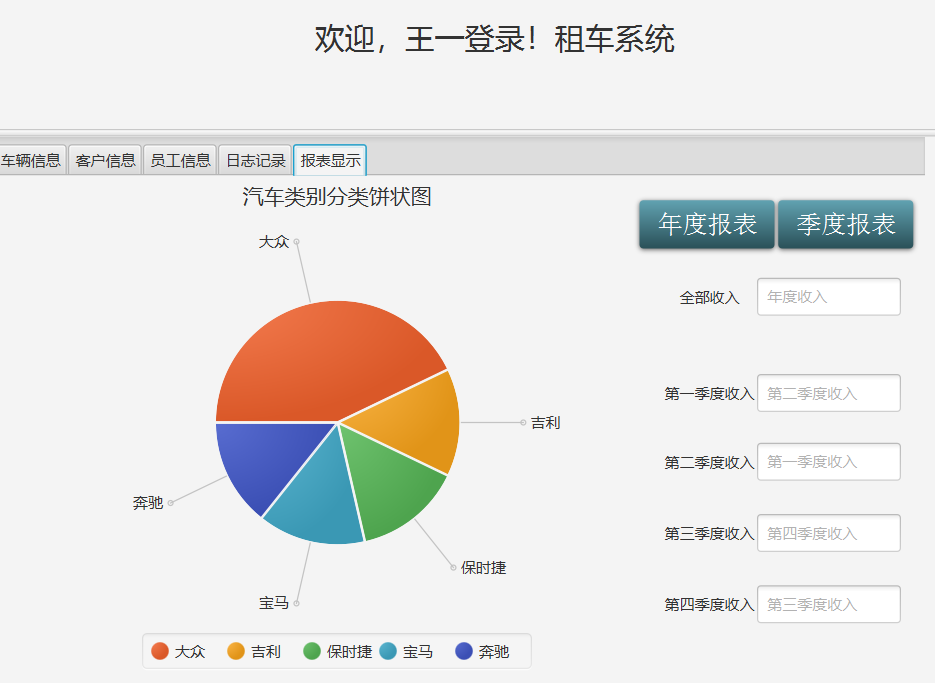 欢迎，王一登录！租车系统
车辆信息 客户信息 员工信息 日志记录 报表显示
汽车类别分类饼状图
大众
吉利
保时捷
宝马
奔驰
大众 吉利 保时捷 宝马 奔驰
年度报表 季度报表
全部收入 年度收入
第一季度收入 第二季度收入
第二季度收入 第一季度收入
第三季度收入 第四季度收入
第四季度收入 第三季度收入